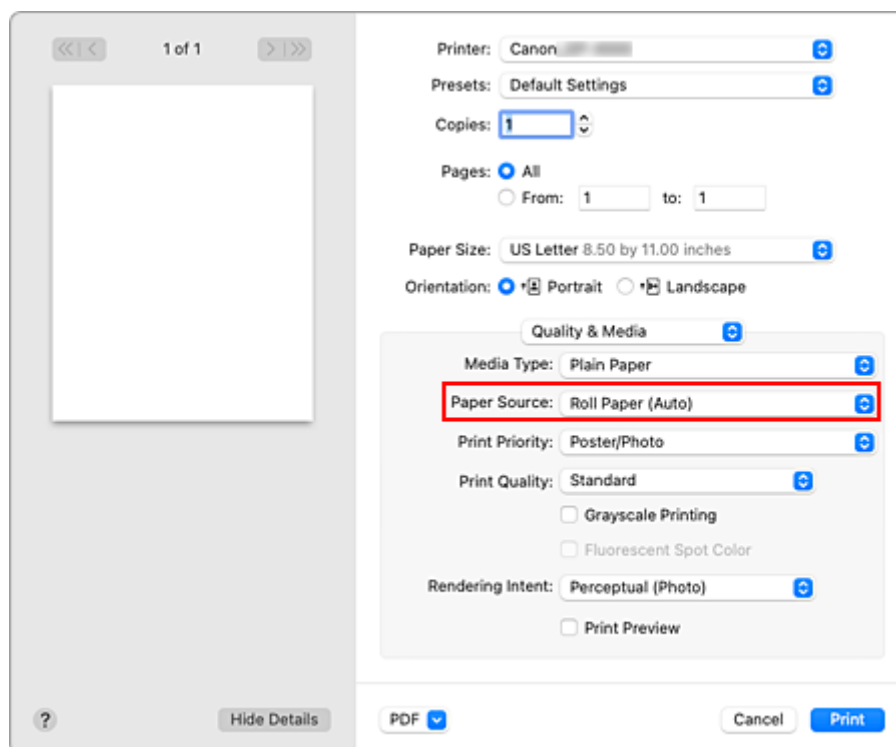 1 of 1
Printer: Canon
Presets: Default Settings
Copies: 1
Pages: All
From: 1 to: 1
Paper Size: US Letter 8.50 by 11.00 inches
Orientation: Portrait Landscape
Quality & Media
Media Type: Plain Paper
Paper Source: Roll Paper (Auto)
Print Priority: Poster/Photo
Print Quality: Standard
Grayscale Printing
Fluorescent Spot Color
Rendering Intent: Perceptual (Photo)
Print Preview
? Hide Details PDF Cancel Print